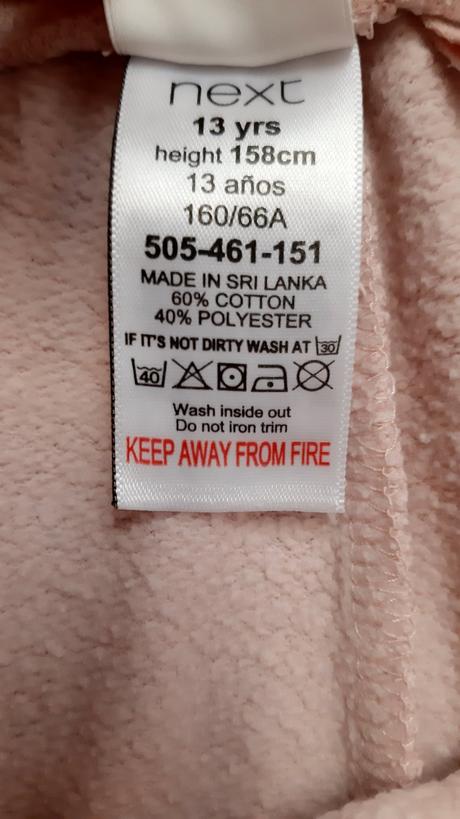 next
13 yrs
height 158cm
13 años
160/66A
505-461-151
MADE IN SRI LANKA
60% COTTON
40% POLYESTER
IF IT'S NOT DIRTY WASH AT 30
40
Wash inside out
Do not iron trim
KEEP AWAY FROM FIRE